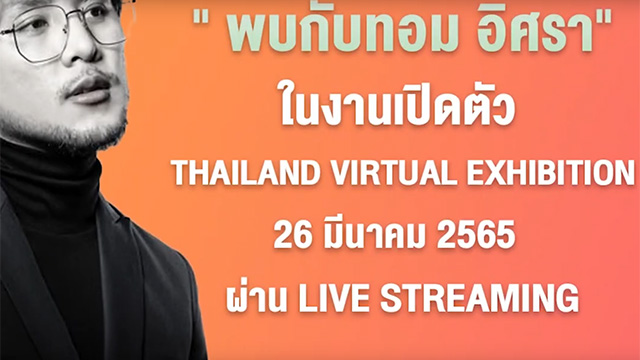 " พบกับทอม อิศรา"
ในงานเปิดตัว
THAILAND VIRTUAL EXHIBITION
26 มีนาคม 2565
ผ่าน LIVE STREAMING